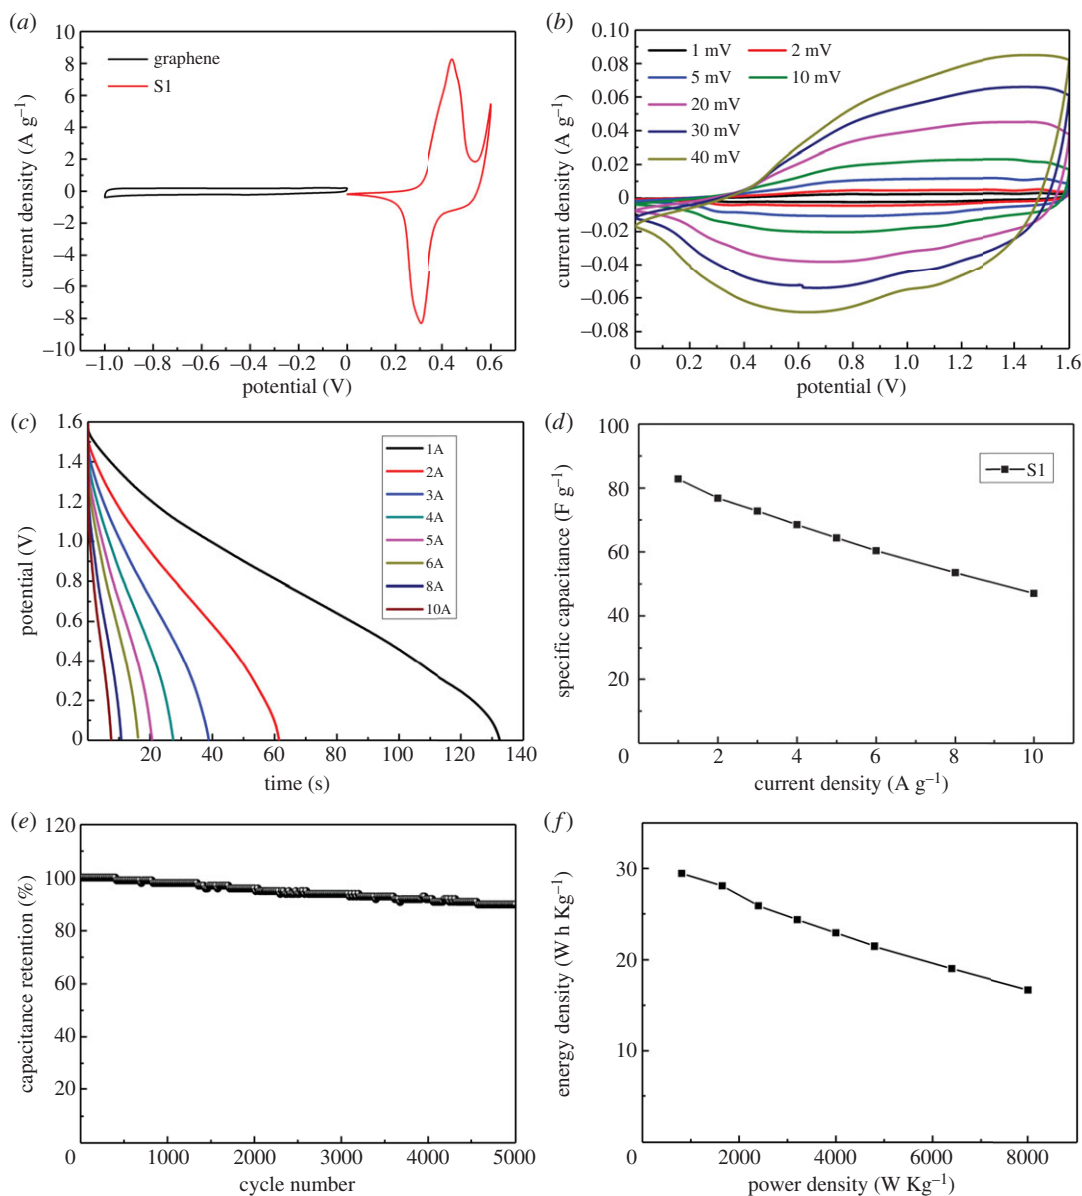 (a)
10
8
6
4
2
0
–2
–4
–6
–8
–10
current density (A g–1)
graphene
S1
–1.0
–0.8
–0.6
–0.4
–0.2
0
0.2
0.4
0.6
potential (V)
(b)
0.10
0.08
0.06
0.04
0.02
0
–0.02
–0.04
–0.06
–0.08
current density (A g–1)
1 mV
2 mV
5 mV
10 mV
20 mV
30 mV
40 mV
0
0.2
0.4
0.6
0.8
1.0
1.2
1.4
1.6
potential (V)
(c)
1.6
1.4
1.2
1.0
0.8
0.6
0.4
0.2
0
potential (V)
1A
2A
3A
4A
5A
6A
8A
10A
20
40
60
80
100
120
140
time (s)
(d)
100
80
60
40
20
0
specific capacitance (F g–1)
S1
2
4
6
8
10
current density (A g–1)
(e)
120
100
80
60
40
20
0
capacitance retention (%)
1000
2000
3000
4000
5000
cycle number
(f)
30
20
10
0
energy density (W h Kg–1)
2000
4000
6000
8000
power density (W Kg–1)